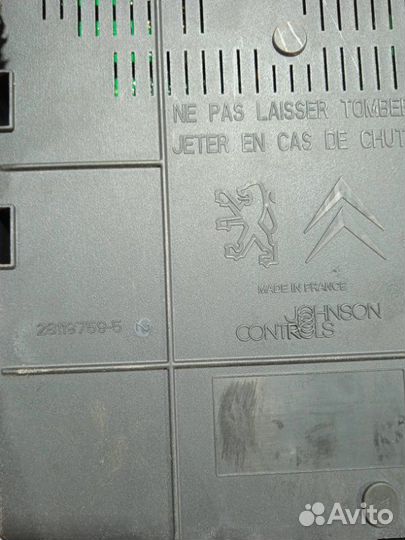 NE PAS LAISSER TOMBER
JETER EN CAS DE CHUT
MADE IN FRANCE
JOHNSON
CONTROLS
28119759-5
Avito